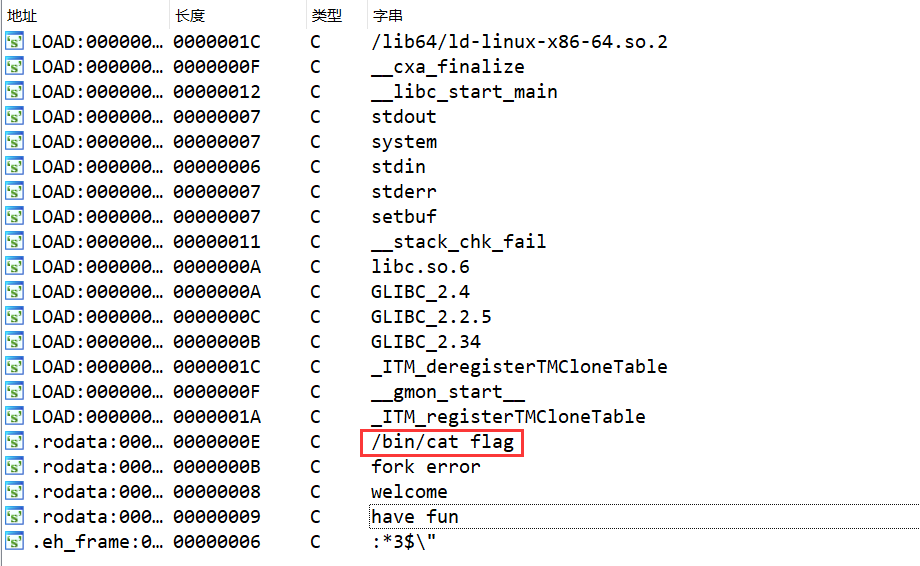 地址 长度 类型 字串
LOAD:000000… 0000001C C /lib64/ld-linux-x86-64.so.2
LOAD:000000… 0000000F C __cxa_finalize
LOAD:000000… 00000012 C __libc_start_main
LOAD:000000… 00000007 C stdout
LOAD:000000… 00000007 C system
LOAD:000000… 00000006 C stdin
LOAD:000000… 00000007 C stderr
LOAD:000000… 00000007 C setbuf
LOAD:000000… 00000011 C __stack_chk_fail
LOAD:000000… 0000000A C libc.so.6
LOAD:000000… 0000000A C GLIBC_2.4
LOAD:000000… 0000000C C GLIBC_2.2.5
LOAD:000000… 0000000B C GLIBC_2.34
LOAD:000000… 0000001C C _ITM_deregisterTMCloneTable
LOAD:000000… 0000000F C __gmon_start__
LOAD:000000… 0000001A C _ITM_registerTMCloneTable
.rodata:000… 0000000E C /bin/cat flag
.rodata:000… 0000000B C fork error
.rodata:000… 00000008 C welcome
.rodata:000… 00000009 C have fun
.eh_frame:0… 00000006 C :*3$\"